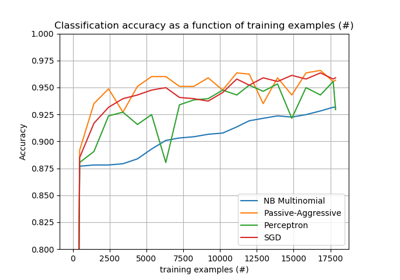 Classification accuracy as a function of training examples (#)
1.000
0.975
0.950
0.925
0.900
0.875
0.850
0.825
0.800
Accuracy
NB Multinomial
Passive-Aggressive
Perceptron
SGD
0 2500 5000 7500 10000 12500 15000 17500
training examples (#)